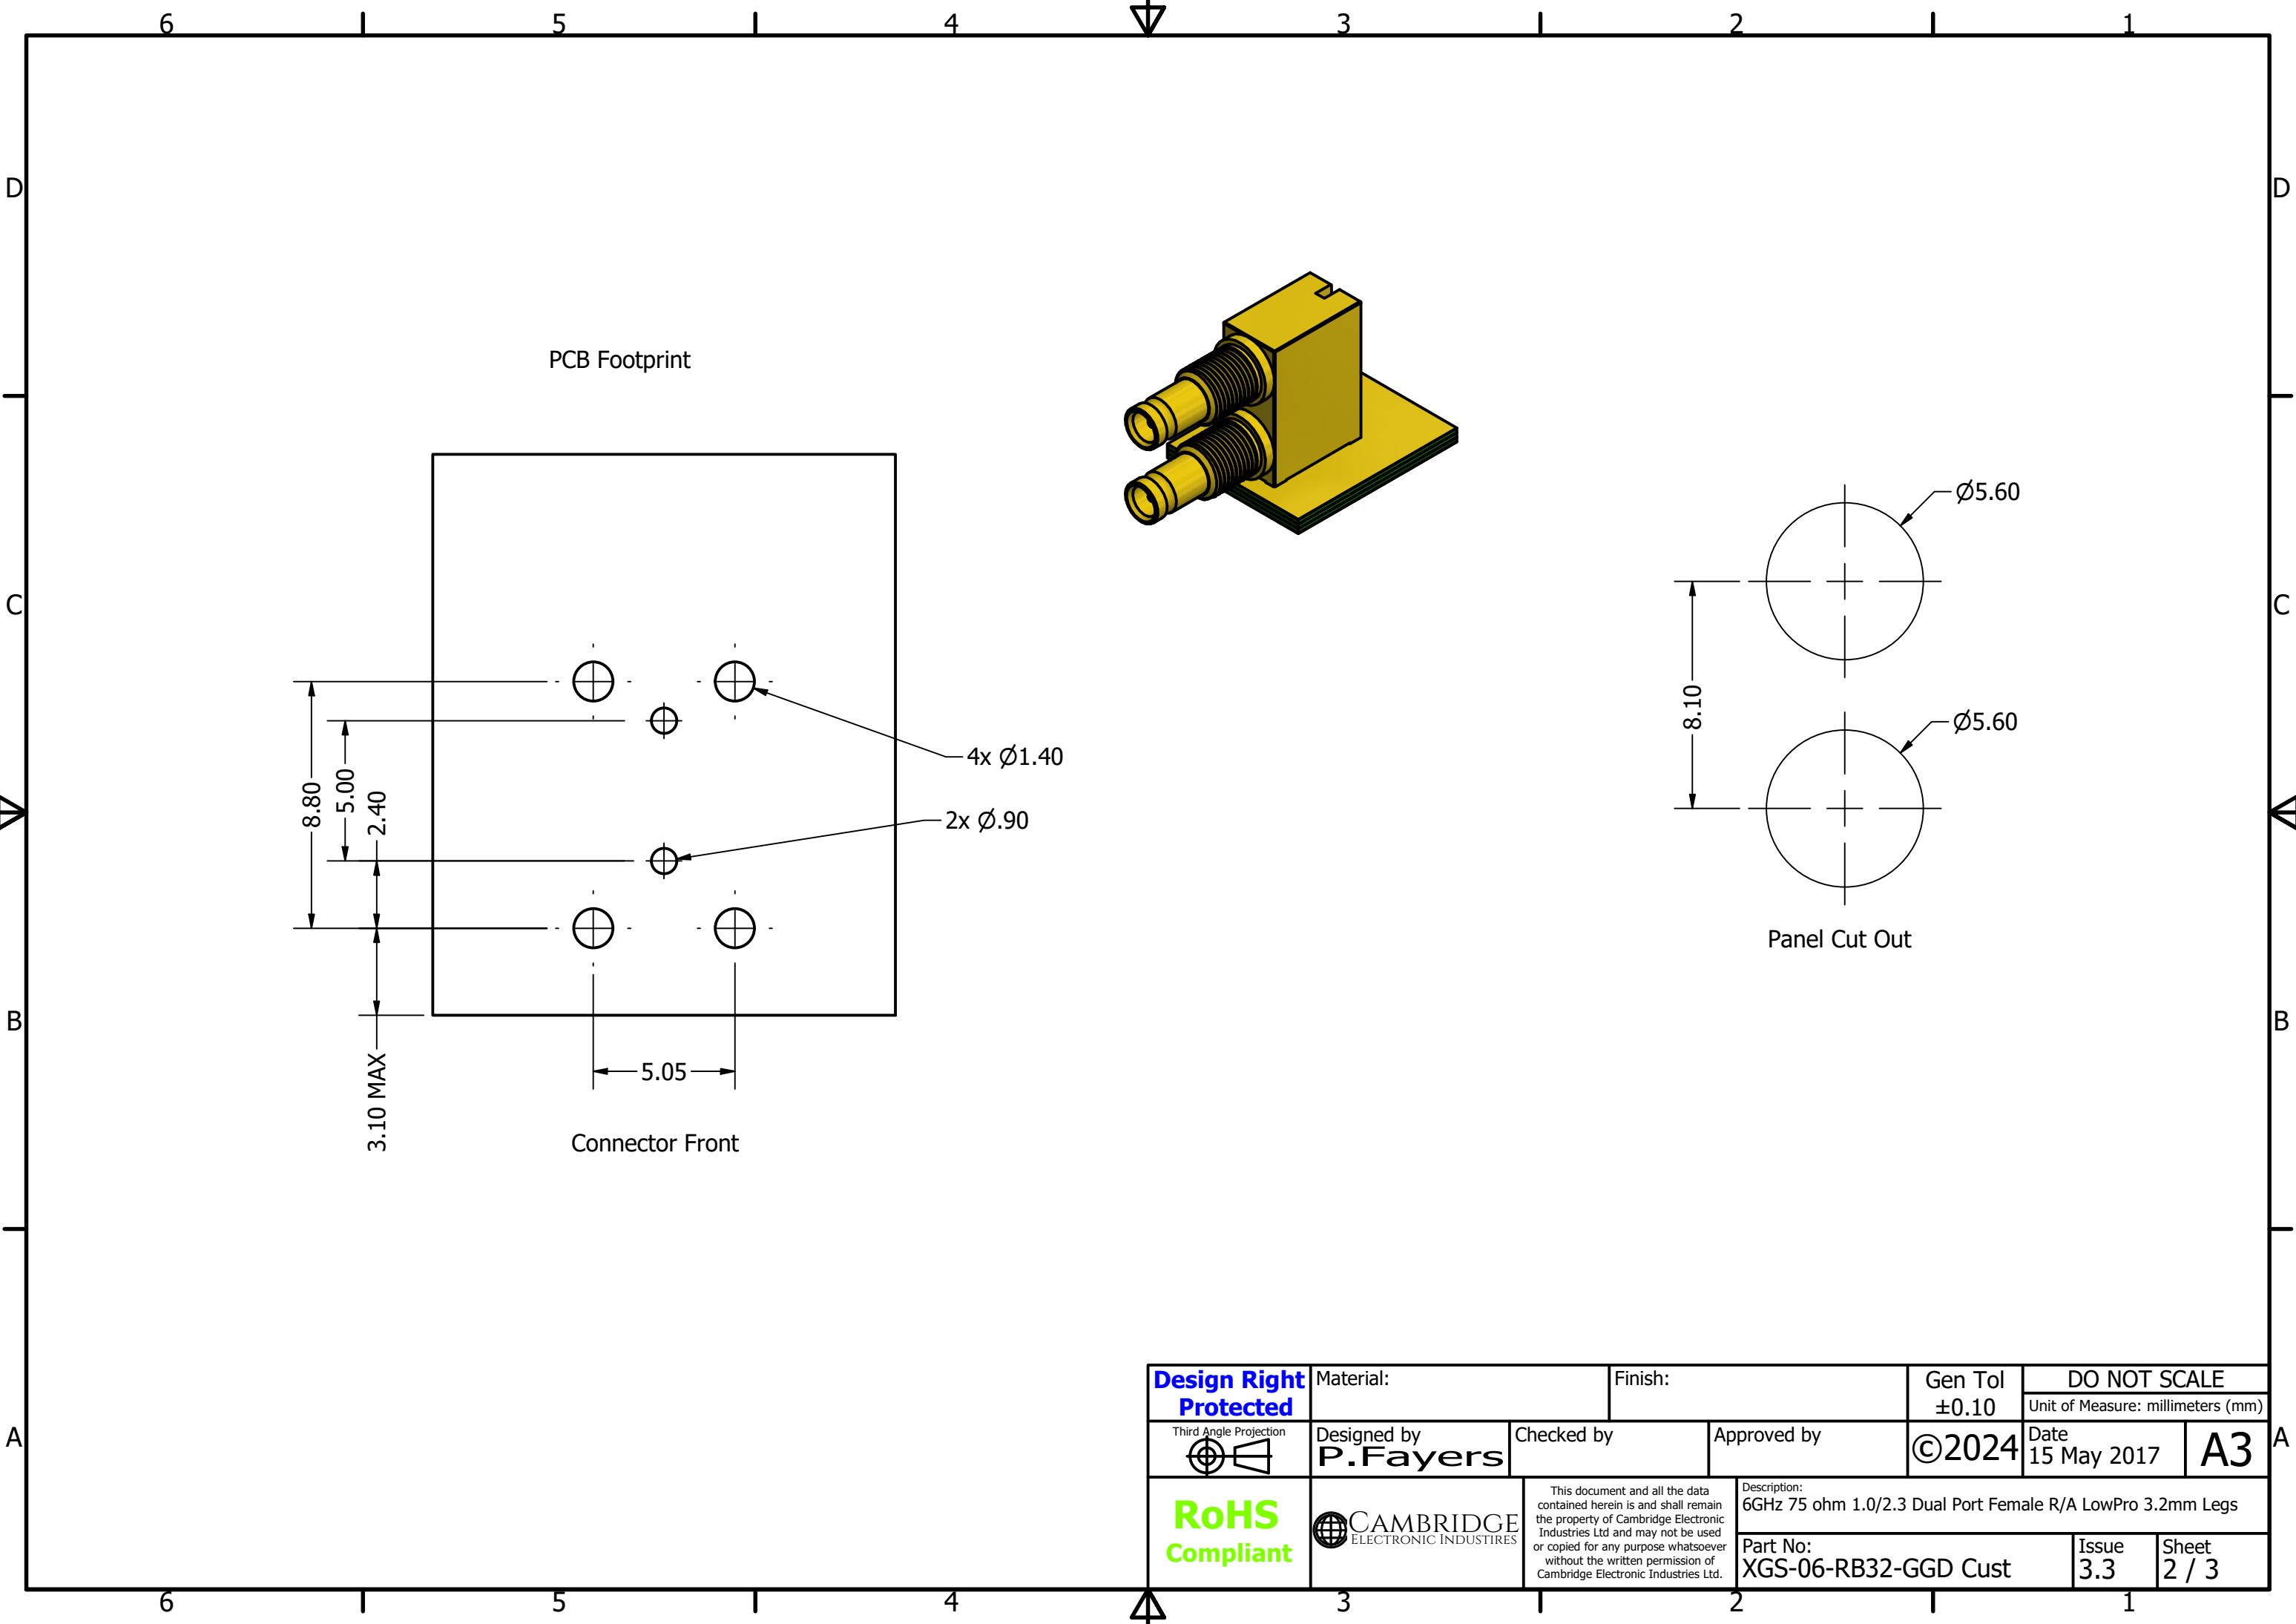 6 5 4 3 2 1
D D
PCB Footprint
Ø5.60
C C
8.10
Ø5.60
4x Ø1.40
8.80
5.00
2.40
2x Ø.90
Panel Cut Out
B B
5.05
3.10 MAX
Connector Front
A A
Design Right
Protected
Material:
Finish:
Gen Tol
±0.10
DO NOT SCALE
Unit of Measure: millimeters (mm)
Third Angle Projection
Designed by
P.Fayers
Checked by
Approved by
©2024
Date
15 May 2017
A3
RoHS
Compliant
CAMBRIDGE
ELECTRONIC INDUSTIRES
This document and all the data
contained herein is and shall remain
the property of Cambridge Electronic
Industries Ltd and may not be used
or copied for any purpose whatsoever
without the written permission of
Cambridge Electronic Industries Ltd.
Description:
6GHz 75 ohm 1.0/2.3 Dual Port Female R/A LowPro 3.2mm Legs
Part No:
XGS-06-RB32-GGD Cust
Issue
3.3
Sheet
2 / 3
6 5 4 3 2 1